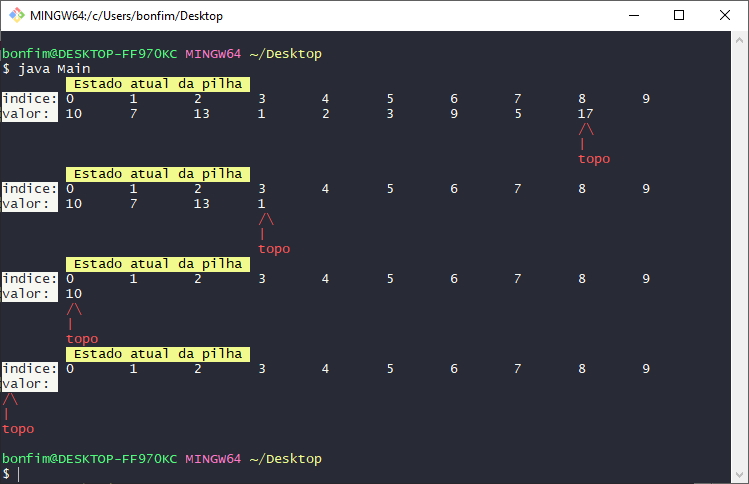 MINGW64:/c/Users/bonfim/Desktop
bonfim@DESKTOP-FF970KC MINGW64 ~/Desktop
$ java Main
Estado atual da pilha
indice: 0 1 2 3 4 5 6 7 8 9
valor: 10 7 13 1 2 3 9 5 17
/\
|
topo
Estado atual da pilha
indice: 0 1 2 3 4 5 6 7 8 9
valor: 10 7 13 1
/\
|
topo
Estado atual da pilha
indice: 0 1 2 3 4 5 6 7 8 9
valor: 10
/\
|
topo
Estado atual da pilha
indice: 0 1 2 3 4 5 6 7 8 9
valor:
/\
|
topo
bonfim@DESKTOP-FF970KC MINGW64 ~/Desktop
$